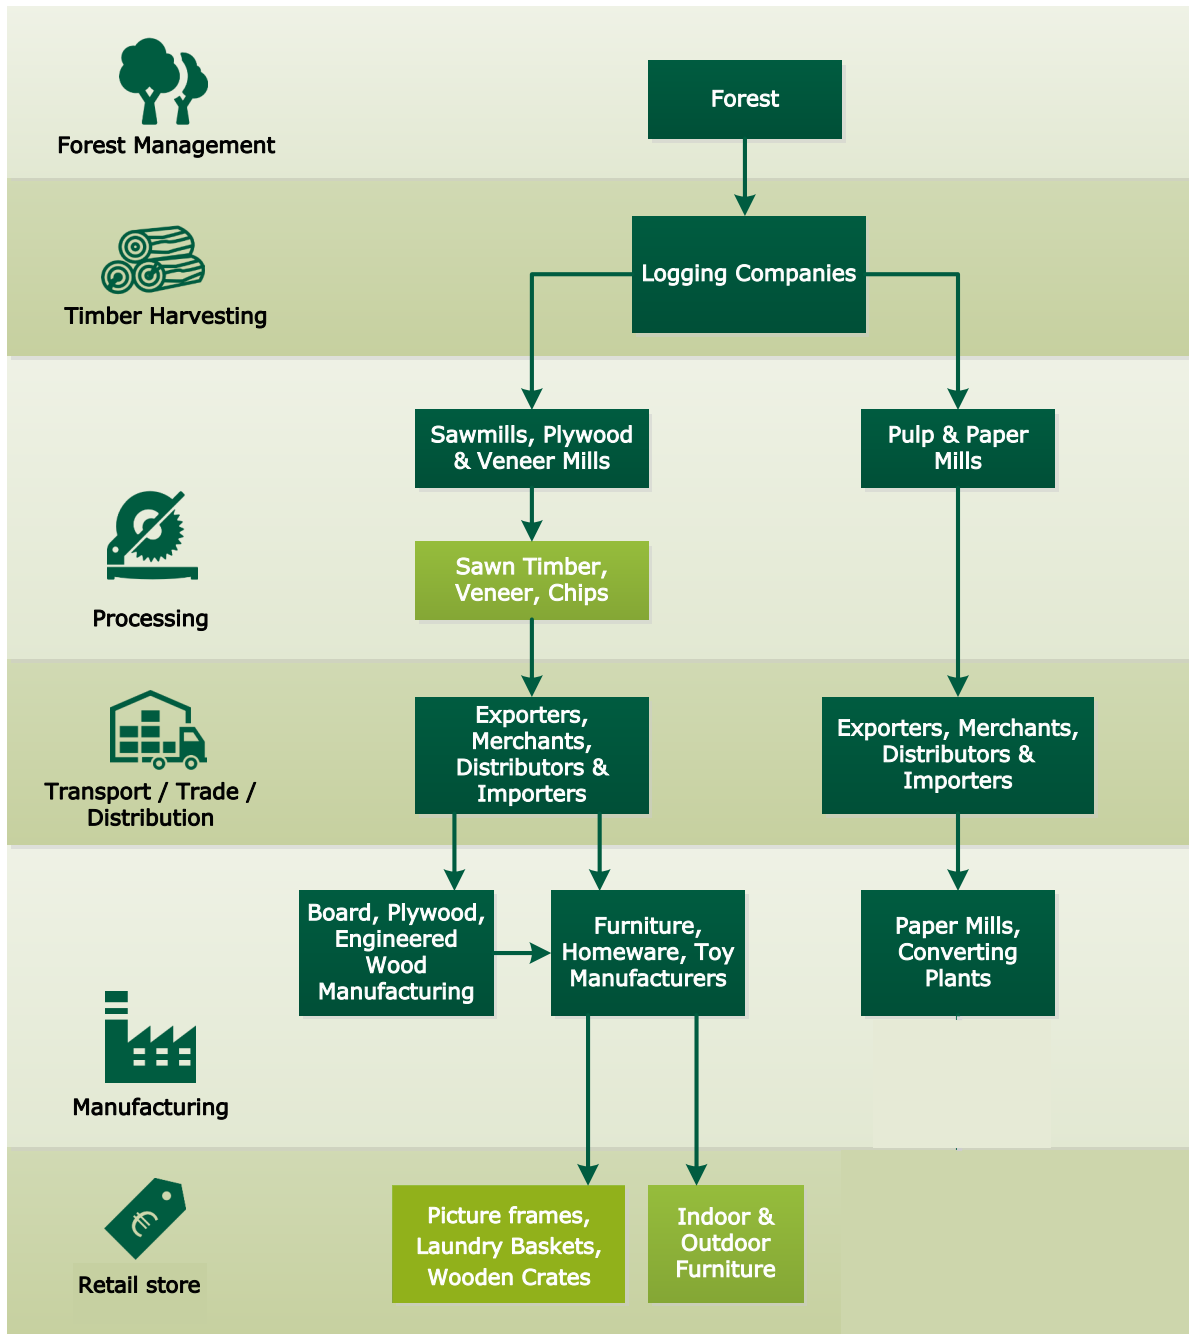 Forest Management
Forest
Timber Harvesting
Logging Companies
Processing
Sawmills, Plywood
& Veneer Mills
Pulp & Paper
Mills
Sawn Timber,
Veneer, Chips
Transport / Trade /
Distribution
Exporters,
Merchants,
Distributors &
Importers
Exporters, Merchants,
Distributors &
Importers
Manufacturing
Board, Plywood,
Engineered
Wood
Manufacturing
Furniture,
Homeware, Toy
Manufacturers
Paper Mills,
Converting
Plants
€
Retail store
Picture frames,
Laundry Baskets,
Wooden Crates
Indoor &
Outdoor
Furniture